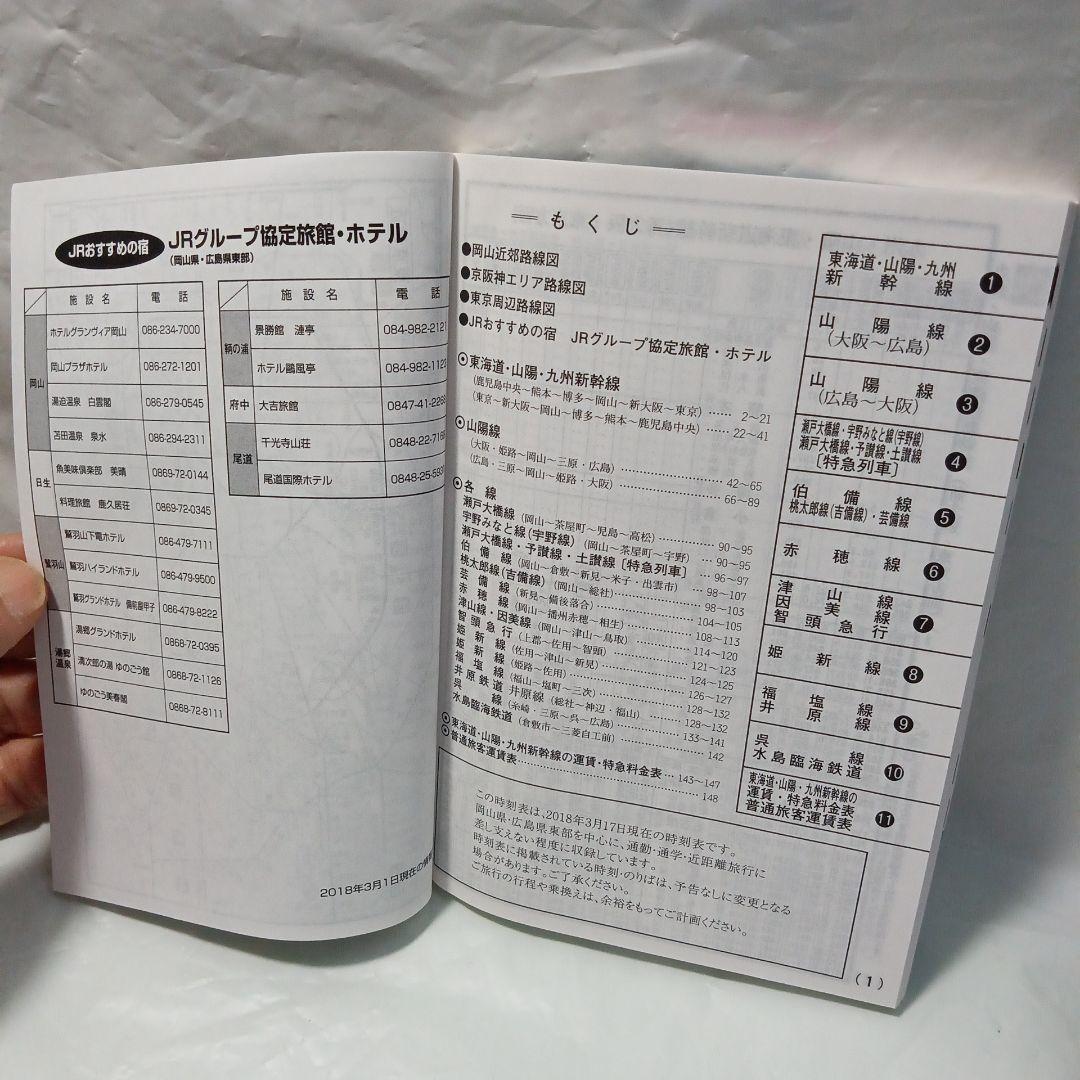 JRおすすめの宿 JRグループ協定旅館・ホテル
(岡山県・広島県東部)
施設名 電話
岡山
ホテルグランヴィア岡山 086-234-7000
岡山プラザホテル 086-272-1201
湯迫温泉 白雲閣 086-279-0545
苫田温泉 泉水 086-294-2311
日生
魚美味倶楽部 美晴 0869-72-0144
料理旅館 鹿久居荘 0869-72-0345
鷲羽山
鷲羽山下電ホテル 086-479-7111
鷲羽ハイランドホテル 086-479-9500
鷲羽グランドホテル 備前屋甲子 086-479-8222
湯郷温泉
湯郷グランドホテル 0868-72-0395
清次郎の湯 ゆのごう館 0868-72-1126
ゆのごう美春閣 0868-72-8111
施設名 電話
鞆の浦
景勝館 漣亭 084-982-2121
ホテル鷗風亭 084-982-1123
府中
大吉旅館 0847-41-2268
尾道
千光寺山荘 0848-22-7168
尾道国際ホテル 0848-25-593
2018年3月1日現在の情報
もくじ
●岡山近郊路線図
●京阪神エリア路線図
●東京周辺路線図
●JRおすすめの宿 JRグループ協定旅館・ホテル
◉東海道・山陽・九州新幹線
(鹿児島中央〜熊本〜博多〜岡山〜新大阪〜東京)…… 2〜21
(東京〜新大阪〜岡山〜博多〜熊本〜鹿児島中央)…… 22〜41
◉山陽線
(大阪・姫路〜岡山〜三原・広島)…… 42〜65
(広島・三原〜岡山〜姫路・大阪)…… 66〜89
◉各線
瀬戸大橋線(岡山〜茶屋町〜児島〜高松)…… 90〜95
宇野みなと線(宇野線)(岡山〜茶屋町〜宇野)…… 90〜95
瀬戸大橋線・予讃線・土讃線[特急列車]… 96〜97
伯備線(岡山〜倉敷〜新見〜米子・出雲市)…… 98〜107
桃太郎線(吉備線)(岡山〜総社)…… 98〜103
芸備線(新見〜備後落合)…… 104〜105
赤穂線(岡山〜播州赤穂〜相生)…… 108〜113
津山線・因美線(岡山〜津山〜鳥取)…… 114〜120
智頭急行(上郡〜佐用〜智頭)…… 121〜123
姫新線(佐用〜津山〜新見)…… 124〜125
姫新線(姫路〜佐用)…… 126〜127
福塩線(福山〜塩町〜三次)…… 128〜132
井原鉄道 井原線(総社〜神辺・福山)…… 128〜132
呉線(糸崎・三原〜呉〜広島)…… 133〜141
水島臨海鉄道(倉敷市〜三菱自工前)…… 142
◉東海道・山陽・九州新幹線の運賃・特急料金表… 143〜147
◉普通旅客運賃表…… 148
この時刻表は、2018年3月17日現在の時刻表です。
岡山県・広島県東部を中心に、通勤・通学・近距離旅行に
差し支えない程度に収録しています。
時刻表に掲載されている時刻・のりばは、予告なしに変更となる
場合があります。ご了承ください。
ご旅行の行程や乗換えは、余裕をもってご計画ください。
東海道・山陽・九州
新幹線 ❶
山陽線
(大阪〜広島) ❷
山陽線
(広島〜大阪) ❸
瀬戸大橋線・宇野みなと線(宇野線)
瀬戸大橋線・予讃線・土讃線
[特急列車] ❹
伯備線
桃太郎線(吉備線)・芸備線 ❺
赤穂線 ❻
津山線
因美線
智頭急行 ❼
姫新線 ❽
福塩線
井原線 ❾
呉線
水島臨海鉄道 ❿
東海道・山陽・九州新幹線の
運賃・特急料金表
普通旅客運賃表 ⓫
(1)